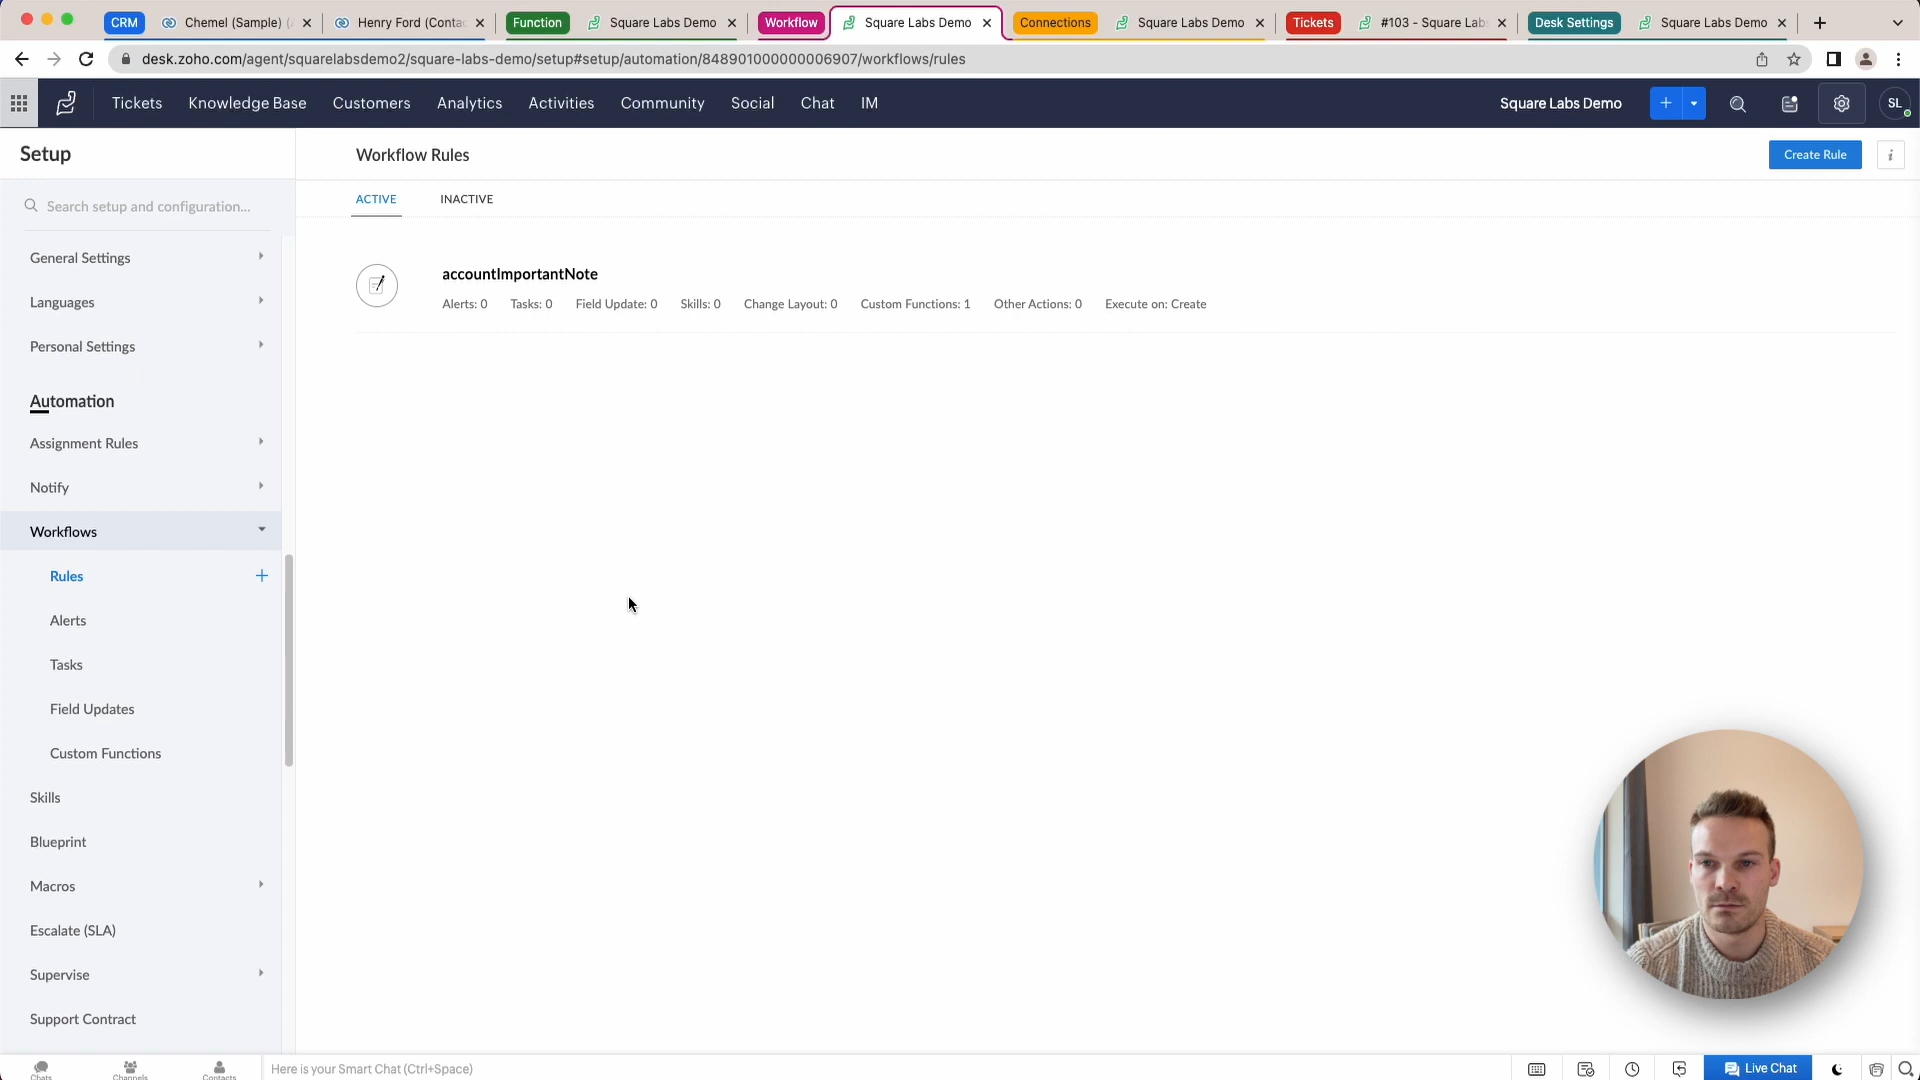 CRM
Chemel (Sample)
Henry Ford (Conta
Function
Square Labs Demo
Workflow
Square Labs Demo
Connections
Square Labs Demo
Tickets
#103 - Square Lab
Desk Settings
Square Labs Demo
desk.zoho.com/agent/squarelabsdemo2/square-labs-demo/setup#setup/automation/848901000000006907/workflows/rules
Tickets
Knowledge Base
Customers
Analytics
Activities
Community
Social
Chat
IM
Square Labs Demo
SL
Setup
Search setup and configuration...
General Settings
Languages
Personal Settings
Automation
Assignment Rules
Notify
Workflows
Rules
Alerts
Tasks
Field Updates
Custom Functions
Skills
Blueprint
Macros
Escalate (SLA)
Supervise
Support Contract
Workflow Rules
Create Rule
i
ACTIVE
INACTIVE
accountImportantNote
Alerts: 0
Tasks: 0
Field Update: 0
Skills: 0
Change Layout: 0
Custom Functions: 1
Other Actions: 0
Execute on: Create
Chats
Channels
Contacts
Here is your Smart Chat (Ctrl+Space)
Live Chat